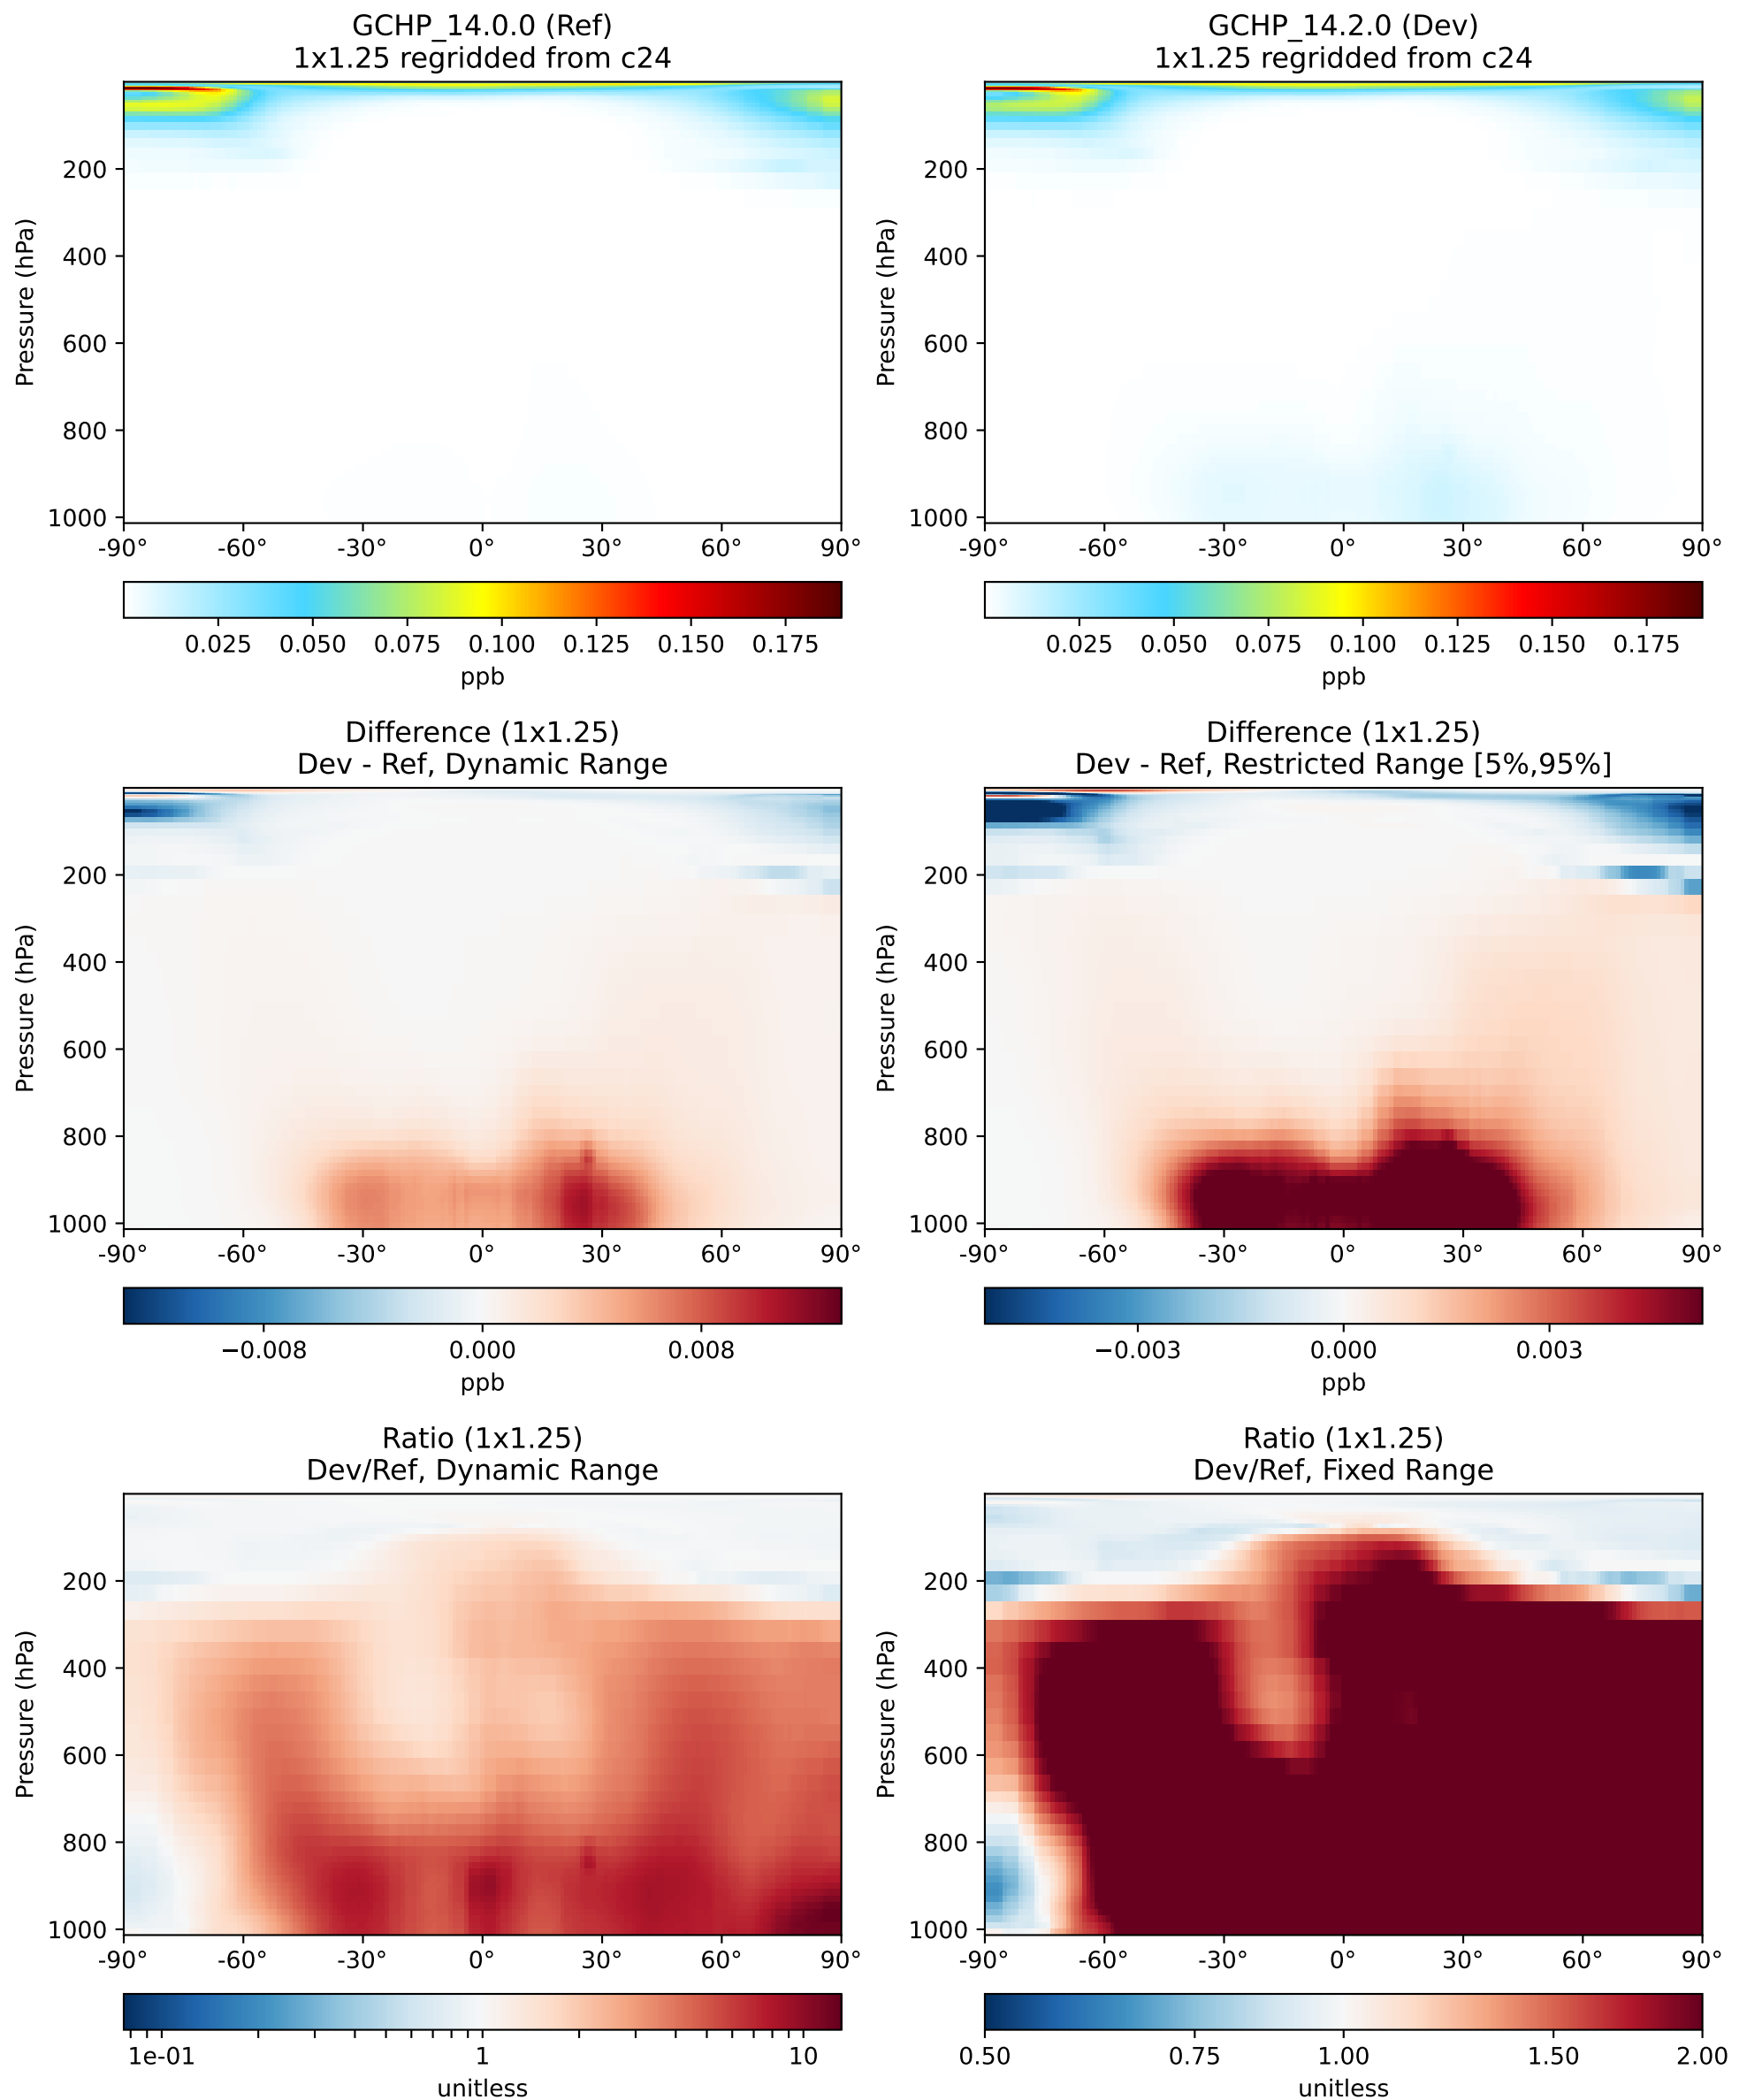 GCHP_14.0.0 (Ref)
1x1.25 regridded from c24
Pressure (hPa)
200
400
600
800
1000
-90° -60° -30° 0° 30° 60° 90°
0.025 0.050 0.075 0.100 0.125 0.150 0.175
ppb
GCHP_14.2.0 (Dev)
1x1.25 regridded from c24
Pressure (hPa)
200
400
600
800
1000
-90° -60° -30° 0° 30° 60° 90°
0.025 0.050 0.075 0.100 0.125 0.150 0.175
ppb
Difference (1x1.25)
Dev - Ref, Dynamic Range
Pressure (hPa)
200
400
600
800
1000
-90° -60° -30° 0° 30° 60° 90°
−0.008 0.000 0.008
ppb
Difference (1x1.25)
Dev - Ref, Restricted Range [5%,95%]
Pressure (hPa)
200
400
600
800
1000
-90° -60° -30° 0° 30° 60° 90°
−0.003 0.000 0.003
ppb
Ratio (1x1.25)
Dev/Ref, Dynamic Range
Pressure (hPa)
200
400
600
800
1000
-90° -60° -30° 0° 30° 60° 90°
1e-01 1 10
unitless
Ratio (1x1.25)
Dev/Ref, Fixed Range
Pressure (hPa)
200
400
600
800
1000
-90° -60° -30° 0° 30° 60° 90°
0.50 0.75 1.00 1.50 2.00
unitless